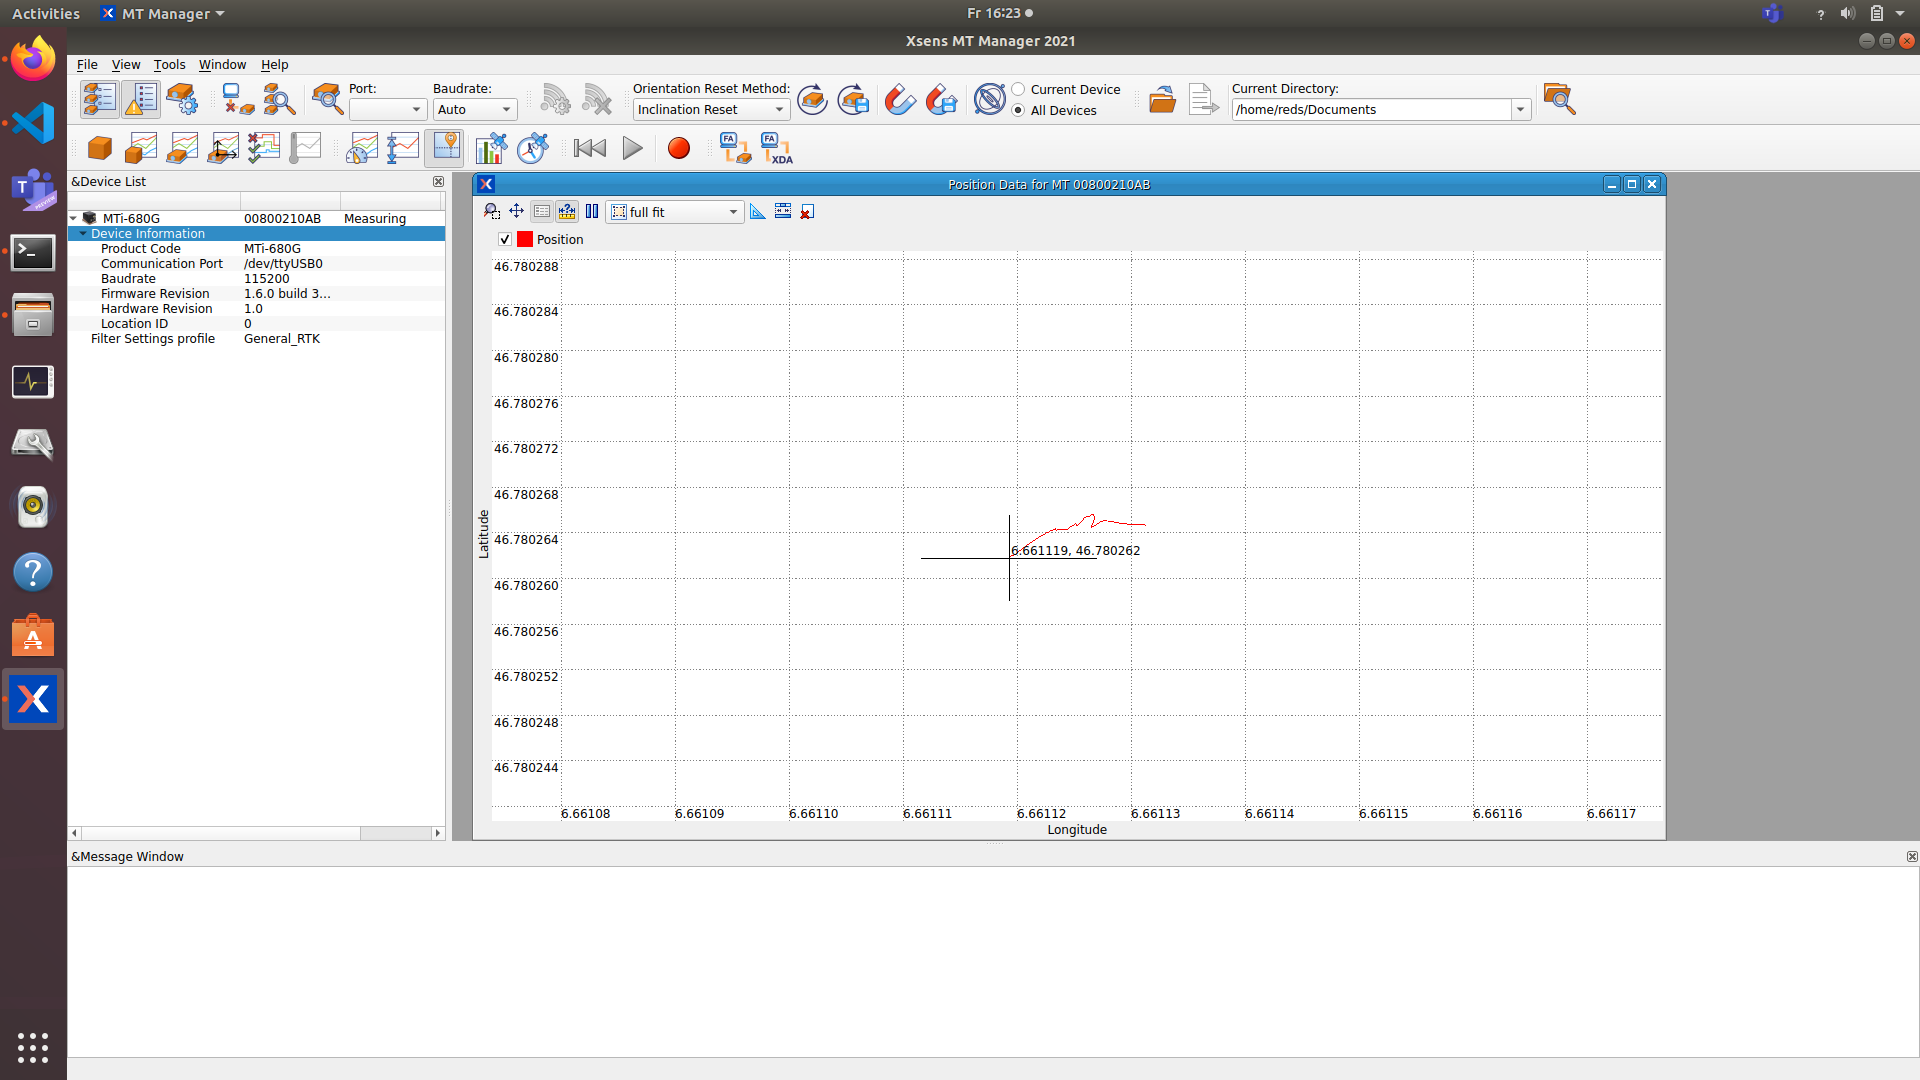 Activities MT Manager Fr 16:23
Xsens MT Manager 2021
File View Tools Window Help
Port: Baudrate: Orientation Reset Method: Current Device Current Directory:
Auto Inclination Reset All Devices /home/reds/Documents
FA FA
XDA
&Device List
Position Data for MT 00800210AB
MTi-680G 00800210AB Measuring
Device Information
Product Code MTi-680G
Communication Port /dev/ttyUSB0
Baudrate 115200
Firmware Revision 1.6.0 build 3...
Hardware Revision 1.0
Location ID 0
Filter Settings profile General_RTK
full fit
Position
46.780288
46.780284
46.780280
46.780276
46.780272
46.780268
46.780264
46.780260
46.780256
46.780252
46.780248
46.780244
Latitude
6.661119, 46.780262
6.66108 6.66109 6.66110 6.66111 6.66112 6.66113 6.66114 6.66115 6.66116 6.66117
Longitude
&Message Window
PREVIEW